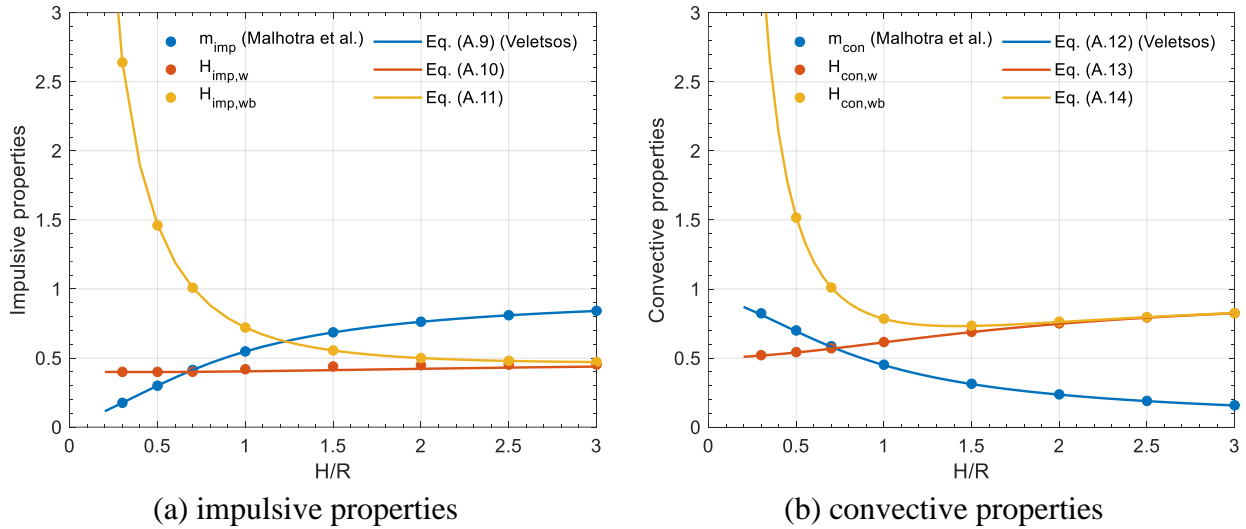 3
2.5
2
1.5
1
0.5
0
Impulsive properties
m_imp (Malhotra et al.)
H_imp,w
H_imp,wb
Eq. (A.9) (Veletsos)
Eq. (A.10)
Eq. (A.11)
0 0.5 1 1.5 2 2.5 3
H/R
(a) impulsive properties
3
2.5
2
1.5
1
0.5
0
Convective properties
m_con (Malhotra et al.)
H_con,w
H_con,wb
Eq. (A.12) (Veletsos)
Eq. (A.13)
Eq. (A.14)
0 0.5 1 1.5 2 2.5 3
H/R
(b) convective properties